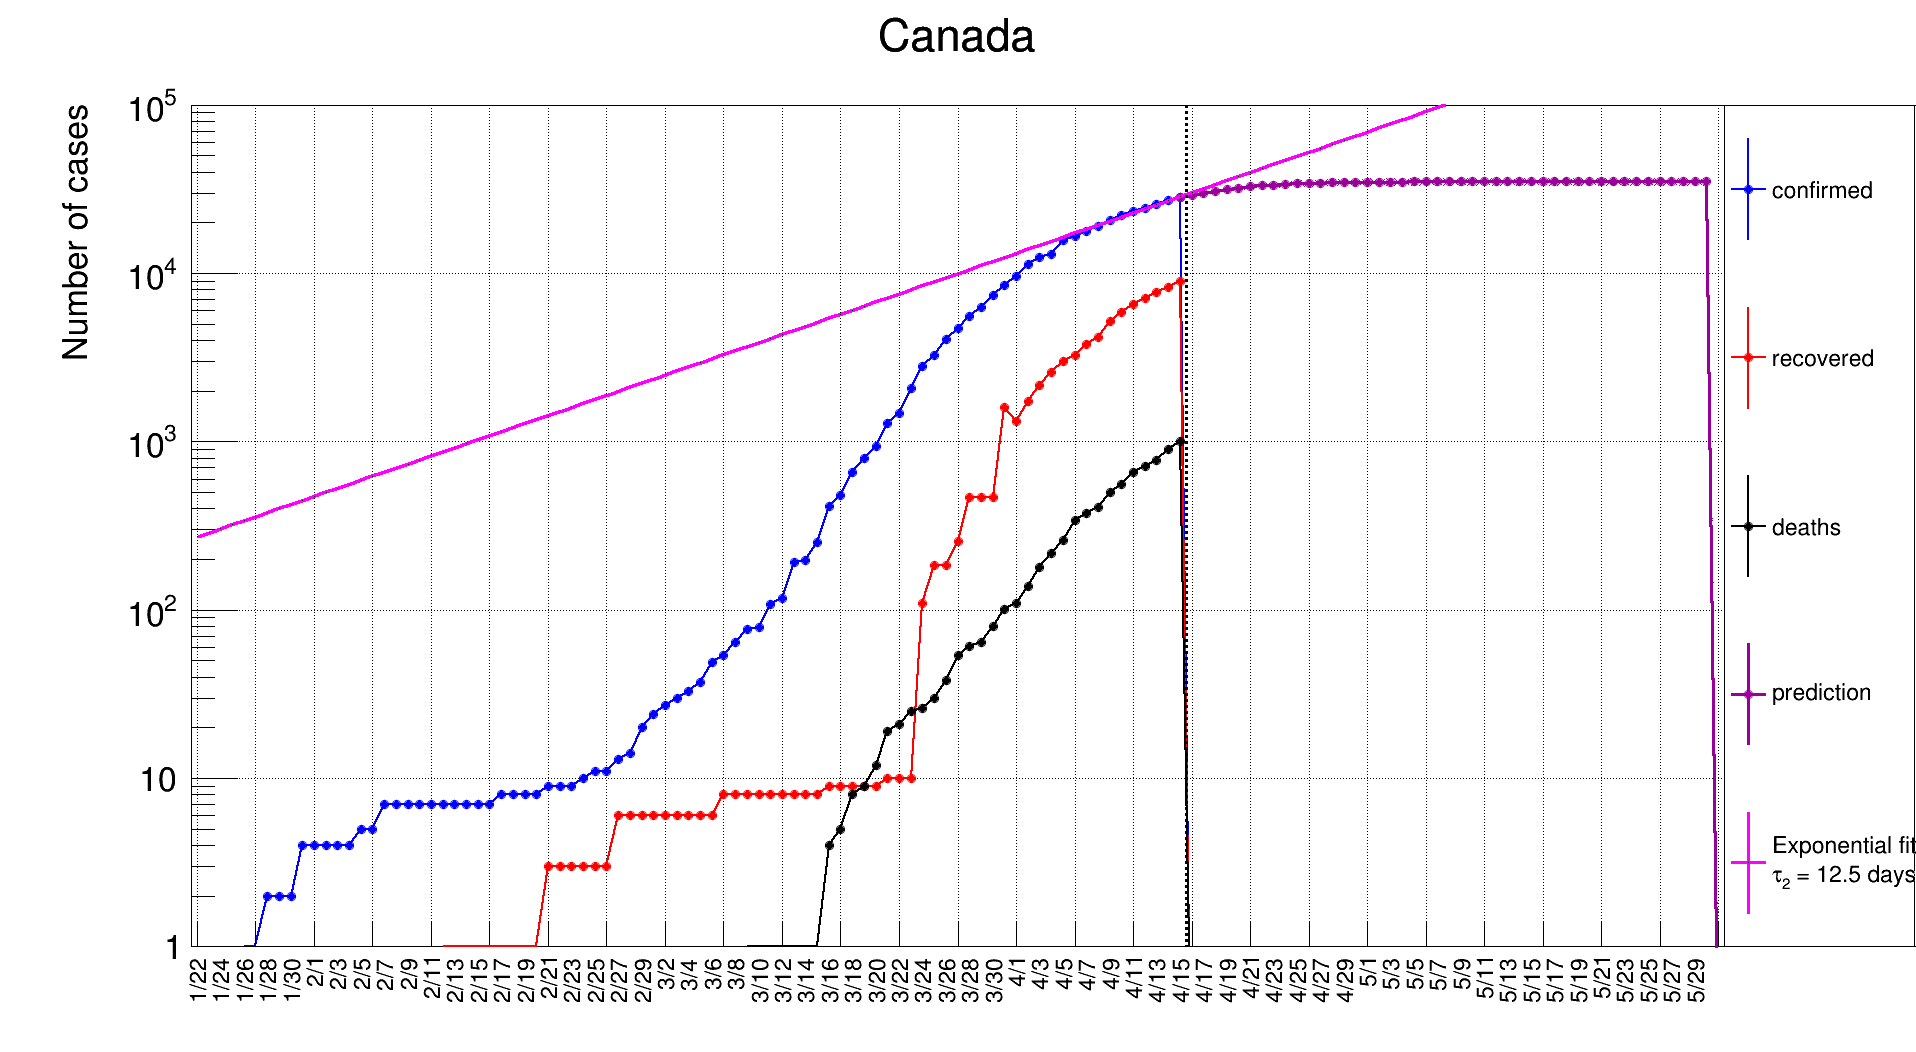 Canada
Number of cases
10^5
10^4
10^3
10^2
10
1
1/22 1/24 1/26 1/28 1/30 2/1 2/3 2/5 2/7 2/9 2/11 2/13 2/15 2/17 2/19 2/21 2/23 2/25 2/27 2/29 3/2 3/4 3/6 3/8 3/10 3/12 3/14 3/16 3/18 3/20 3/22 3/24 3/26 3/28 3/30 4/1 4/3 4/5 4/7 4/9 4/11 4/13 4/15 4/17 4/19 4/21 4/23 4/25 4/27 4/29 5/1 5/3 5/5 5/7 5/9 5/11 5/13 5/15 5/17 5/19 5/21 5/23 5/25 5/27 5/29
confirmed
recovered
deaths
prediction
Exponential fit
τ₂ = 12.5 days